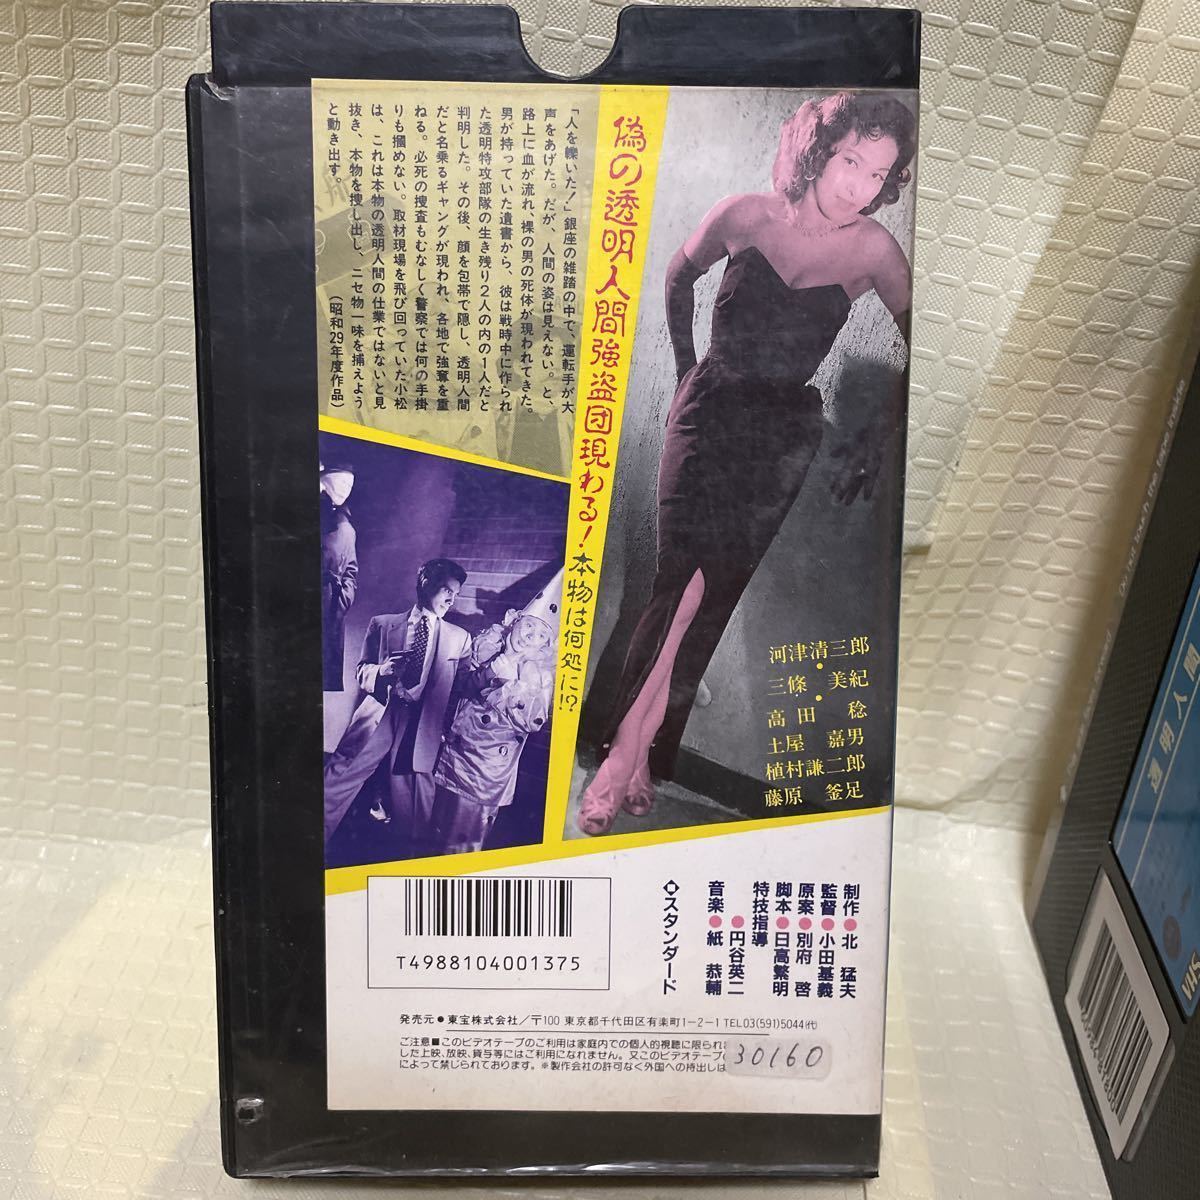 偽の透明人間強盗団現わる!本物は何処に!?
「人を轢いた!」銀座の雑踏の中で、運転手が大
声をあげた。だが、人間の姿は見えない。と、
路上に血が流れ、裸の男の死体が現われてきた。
男が持っていた遺書から、彼は戦時中に作られ
た透明特攻部隊の生き残り2人の内の1人だと
判明した。その後、顔を包帯で隠し、透明人間
だと名乗るギャングが現われ、各地で強奪を重
ねる。必死の捜査もむなしく警察では何の手掛
りも摑めない。取材現場を飛び回っていた小松
は、これは本物の透明人間の仕業ではないと見
抜き、本物を捜し出し、ニセ物一味を捕えよう
と動き出す。
(昭和29年度作品)
河津清三郎
三條・美紀
高田・稔
土屋 嘉男
植村謙二郎
藤原 釜足
制作●北 猛夫
監督●小田基義
原案●別府 啓
脚本●日高繁明
特技指導
●円谷英二
音楽●紙 恭輔
スタンダード
T4988104001375
発売元●東宝株式会社/〒100 東京都千代田区有楽町1-2-1 TEL03(591)5044(代)
ご注意■このビデオテープのご利用は家庭内での個人的視聴に限られ
した上映、放映、貸与等にはご利用になれません。又このビデオテープ
によって禁じられております。※製作会社の許可なく外国への持出しは
30160
Do not touch the tape inside
透明人間
VHS